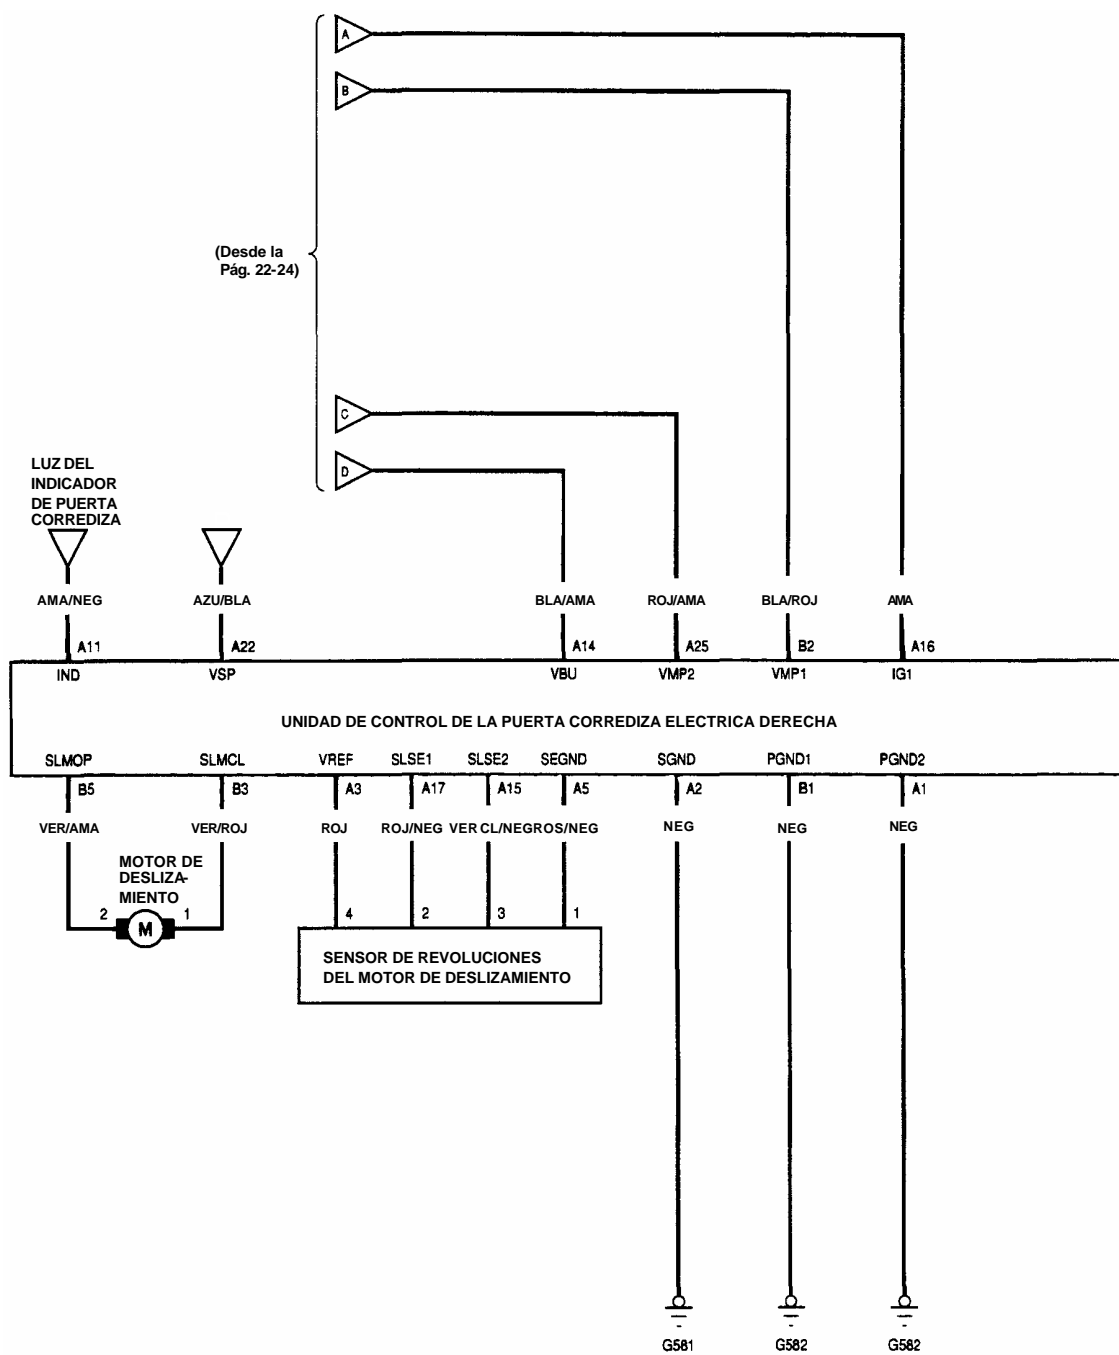 A
B
(Desde la
Pág. 22-24)
C
D
LUZ DEL
INDICADOR
DE PUERTA
CORREDIZA
AMA/NEG
AZU/BLA
BLA/AMA
ROJ/AMA
BLA/ROJ
AMA
A11
A22
A14
A25
B2
A16
IND
VSP
VBU
VMP2
VMP1
IG1
UNIDAD DE CONTROL DE LA PUERTA CORREDIZA ELECTRICA DERECHA
SLMOP
SLMCL
VREF
SLSE1
SLSE2
SEGND
SGND
PGND1
PGND2
B5
B3
A3
A17
A15
A5
A2
B1
A1
VER/AMA
VER/ROJ
ROJ
ROJ/NEG
VER CL/NEG
ROS/NEG
NEG
NEG
NEG
MOTOR DE
DESLIZA-
MIENTO
2
M
1
4
2
3
1
SENSOR DE REVOLUCIONES
DEL MOTOR DE DESLIZAMIENTO
G581
G582
G582